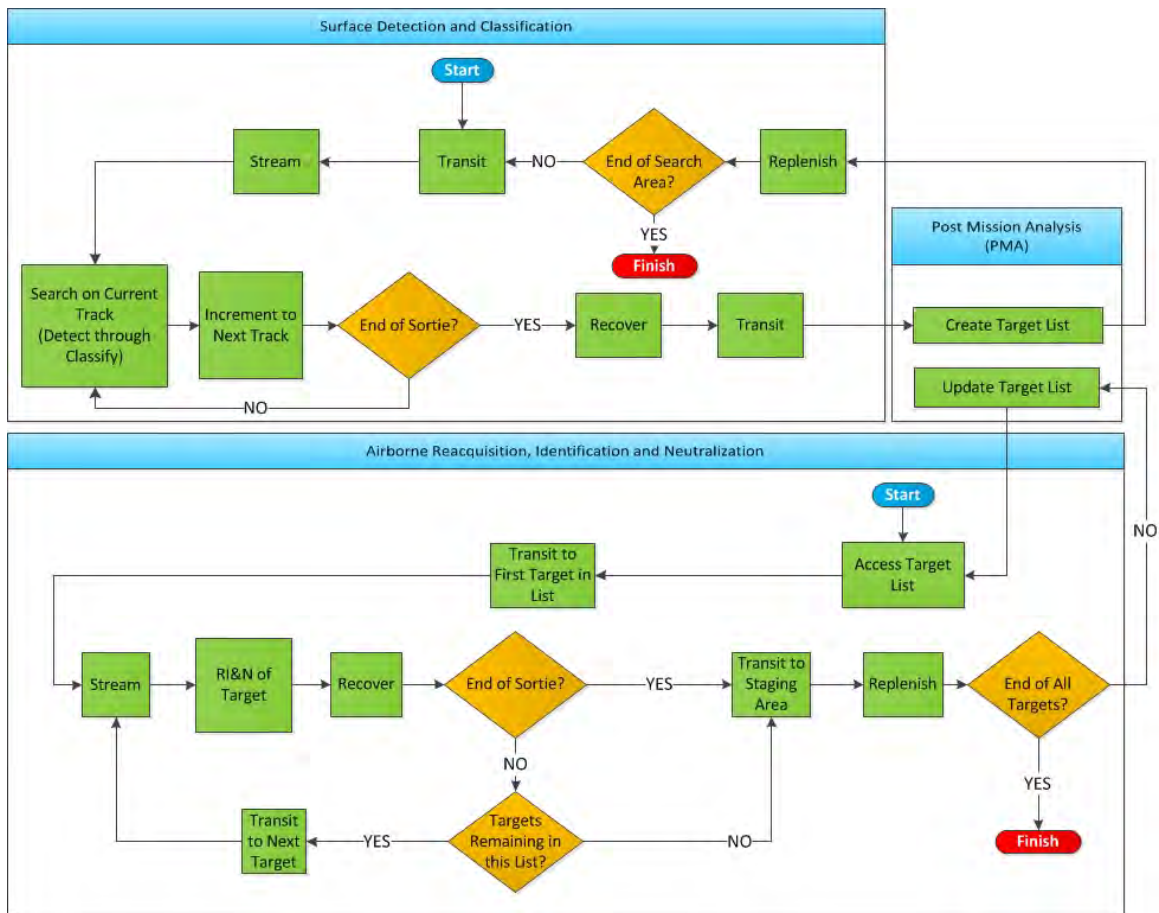 Surface Detection and Classification
Start
Stream
Transit
NO
End of Search
Area?
Replenish
YES
Finish
Post Mission Analysis
(PMA)
Search on Current
Track
(Detect through
Classify)
Increment to
Next Track
End of Sortie?
YES
Recover
Transit
Create Target List
NO
Update Target List
Airborne Reacquisition, Identification and Neutralization
Start
NO
Transit to
First Target in
List
Access Target
List
Stream
RI&N of
Target
Recover
End of Sortie?
YES
Transit to
Staging
Area
Replenish
End of All
Targets?
NO
YES
Transit
to Next
Target
YES
Targets
Remaining in
this List?
NO
Finish